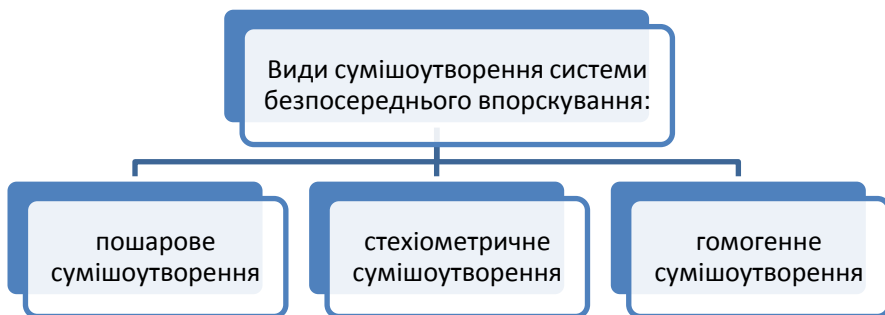 Види сумішоутворення системи
безпосереднього впорскування:
пошарове
сумішоутворення
стехіометричне
сумішоутворення
гомогенне
сумішоутворення